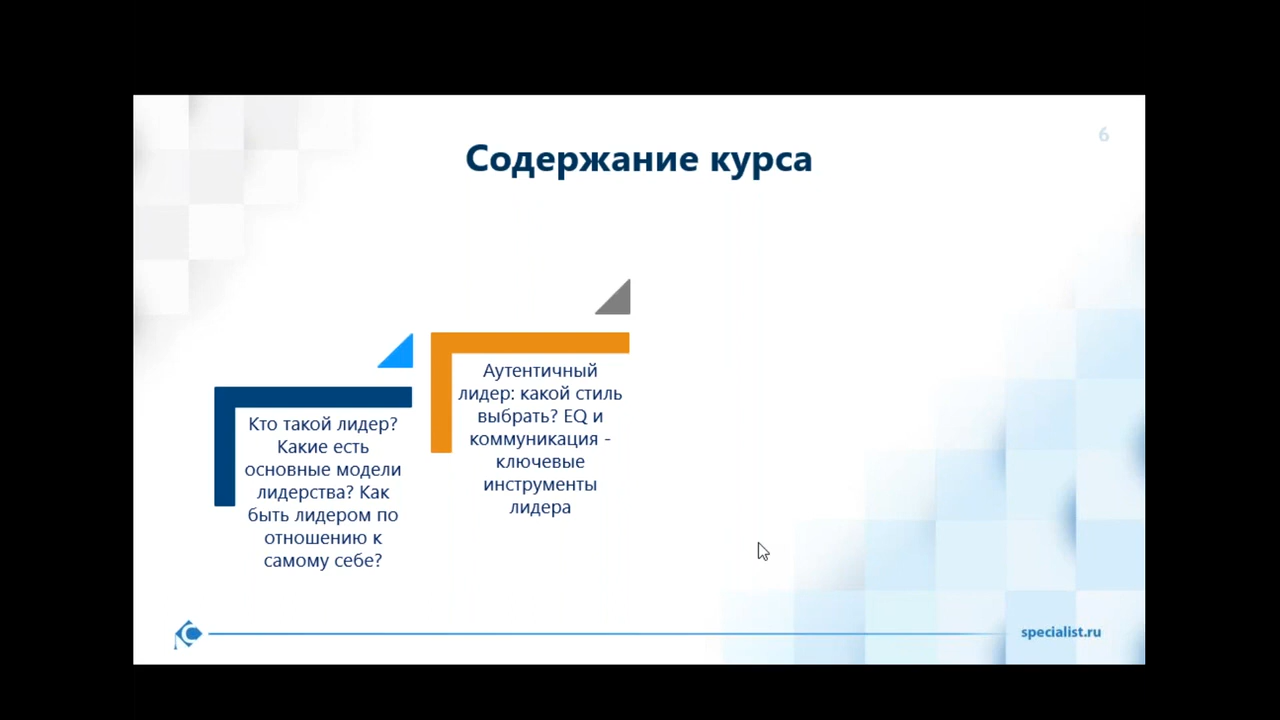 6
Содержание курса
Кто такой лидер?
Какие есть
основные модели
лидерства? Как
быть лидером по
отношению к
самому себе?
Аутентичный
лидер: какой стиль
выбрать? EQ и
коммуникация -
ключевые
инструменты
лидера
specialist.ru